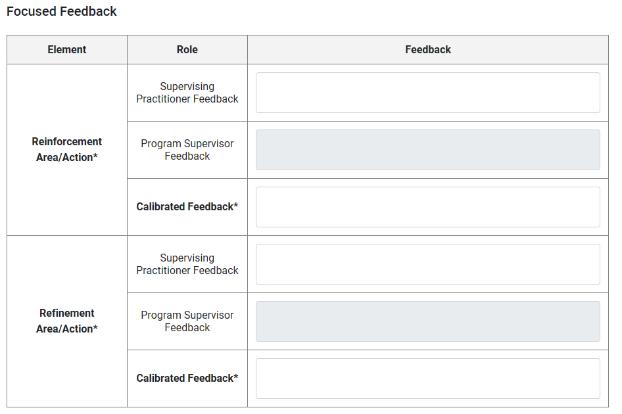 Focused Feedback
Element Role Feedback
Reinforcement
Area/Action*
Supervising
Practitioner Feedback
Program Supervisor
Feedback
Calibrated Feedback*
Refinement
Area/Action*
Supervising
Practitioner Feedback
Program Supervisor
Feedback
Calibrated Feedback*